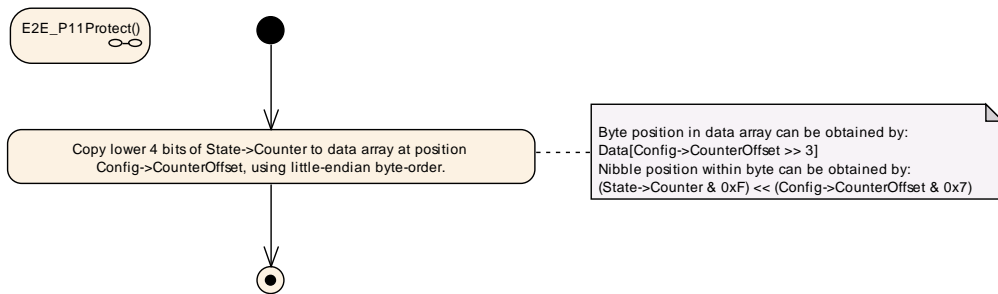 E2E_P11Protect()
Copy lower 4 bits of State->Counter to data array at position
Config->CounterOffset, using little-endian byte-order.
Byte position in data array can be obtained by:
Data[Config->CounterOffset >> 3]
Nibble position within byte can be obtained by:
(State->Counter & 0xF) << (Config->CounterOffset & 0x7)